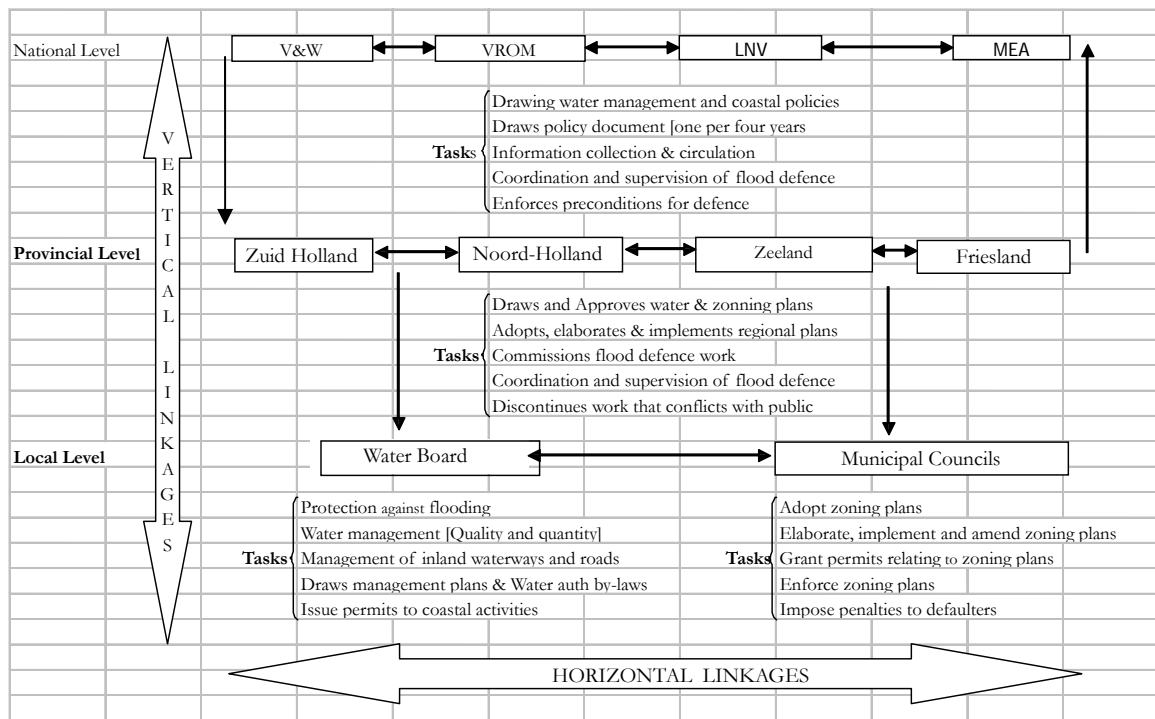 National Level V&W VROM LNV MEA
Drawing water management and coastal policies
Draws policy document [one per four years
Tasks Information collection & circulation
Coordination and supervision of flood defence
Enforces preconditions for defence
VERTICAL LINKAGES
Provincial Level Zuid Holland Noord-Holland Zeeland Friesland
Draws and Approves water & zonning plans
Adopts, elaborates & implements regional plans
Tasks Commissions flood defence work
Coordination and supervision of flood defence
Discontinues work that conflicts with public
Local Level Water Board Municipal Councils
Protection against flooding
Water management [Quality and quantity]
Tasks Management of inland waterways and roads
Draws management plans & Water auth by-laws
Issue permits to coastal activities
Adopt zoning plans
Elaborate, implement and amend zoning plans
Tasks Grant permits relating to zoning plans
Enforce zoning plans
Impose penalties to defaulters
HORIZONTAL LINKAGES